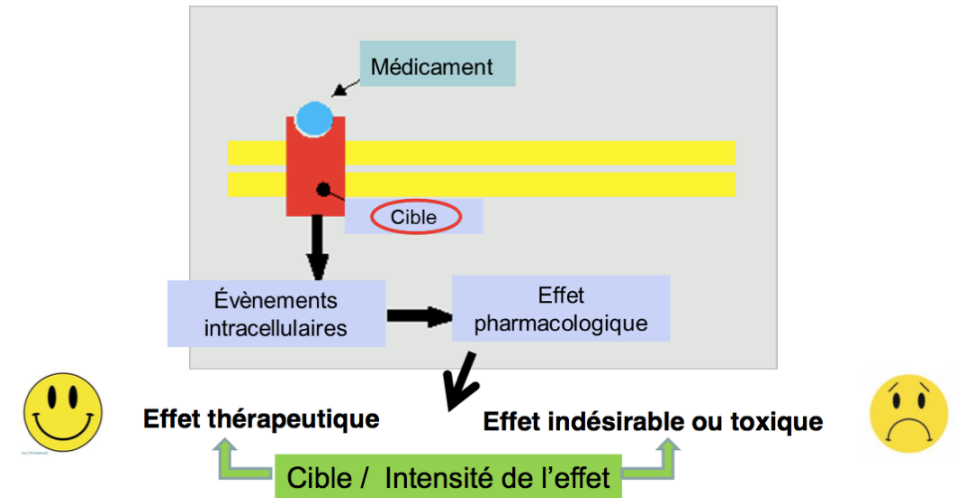 Médicament
Cible
Évènements
intracellulaires
Effet
pharmacologique
Effet thérapeutique
Effet indésirable ou toxique
Cible / Intensité de l'effet